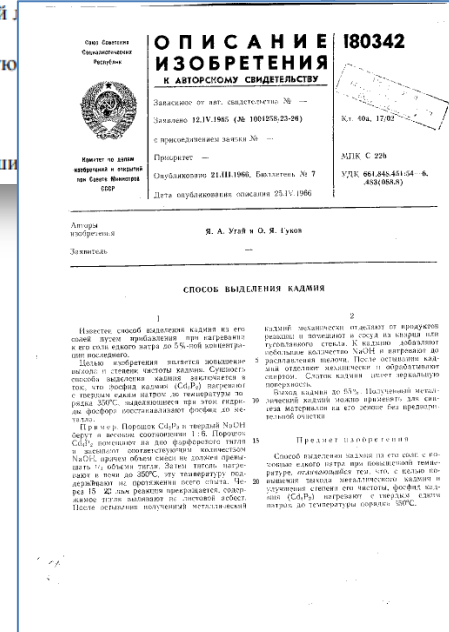 й
ую
ши
Союз Советских
Социалистических
Республик
Комитет по делам
изобретений и открытий
при Совете Министров
СССР
ОПИСАНИЕ
ИЗОБРЕТЕНИЯ
К АВТОРСКОМУ СВИДЕТЕЛЬСТВУ
180342
Зависимое от авт. свидетельства № —
Заявлено 12.IV.1965 (№ 1001258/23-26)
с присоединением заявки № —
Приоритет —
Опубликовано 21.III.1966. Бюллетень № 7
Дата опубликования описания 25.IV.1966
Кл. 40a, 17/02
МПК C 22b
УДК
Авторы
изобретения
Я. А. Угай и О. Я. Гуков
Заявитель
—
СПОСОБ ВЫДЕЛЕНИЯ КАДМИЯ
1
Известен способ выделения кадмия из его
солей путем прибавления при нагревании
к его соли едкого натра до 5%-ной концентра-
ции последнего.
Целью изобретения является повышение
выхода и степени чистоты кадмия. Сущность
способа выделения кадмия заключается в
том, что фосфид кадмия (Cd₃P₂) нагревают
с твердым едким натром до температуры по-
рядка 350°С, выделяющиеся при этом гидри-
ды фосфора восстанавливают фосфид до ме-
талла.
Пример. Порошок Cd₃P₂ и твердый NaOH
берут в весовом соотношении 1 : 6. Порошок
Cd₃P₂ помещают на дно фарфорового тигля
и засыпают соответствующим количеством
NaOH, причем объем смеси не должен превы-
шать объема тигля. Затем тигель нагре-
вают в печи до 350°С, эту температуру под-
держивают на протяжении всего опыта. Че-
рез 15 мин реакция прекращается, содер-
жимое тигля выливают на листовой асбест.
После остывания полученный металлический
2
кадмий механически отделяют от продуктов
реакции и помещают в сосуд из кварца или
тугоплавкого стекла. К кадмию добавляют
небольшое количество NaOH и нагревают до
5 расплавления щелочи. После остывания кад-
мий отделяют механически и обрабатывают
спиртом. Слиток кадмия имеет зеркальную
поверхность.
Выход кадмия до 95%. Полученный метал-
10 лический кадмий можно применять для син-
теза материалов на его основе без предвари-
тельной очистки
15 Предмет изобретения
Способ выделения кадмия из его соли с по-
мощью едкого натра при повышенной темпе-
ратуре, отличающийся тем, что, с целью по-
20 вышения выхода металлического кадмия и
улучшения степени его чистоты, фосфид кад-
мия (Cd₃P₂) нагревают с твердым едким
натром до температуры порядка 350°С.